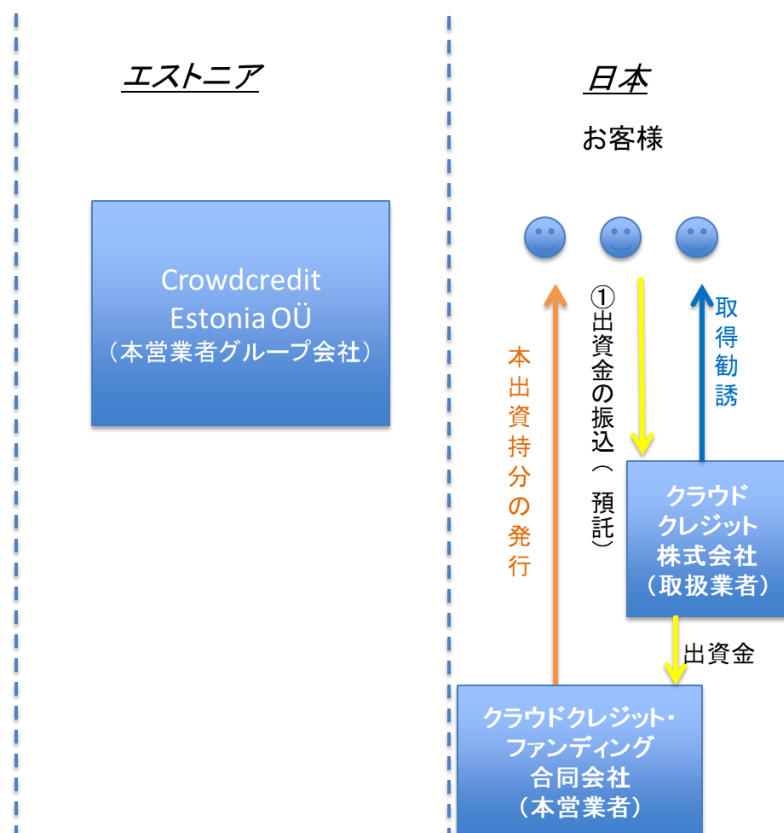 エストニア
日本
お客様
Crowdcredit
Estonia OÜ
(本営業者グループ会社)
本出資持分の発行
①出資金の振込(預託)
取得勧誘
クラウド
クレジット
株式会社
(取扱業者)
出資金
クラウドクレジット・
ファンディング
合同会社
(本営業者)